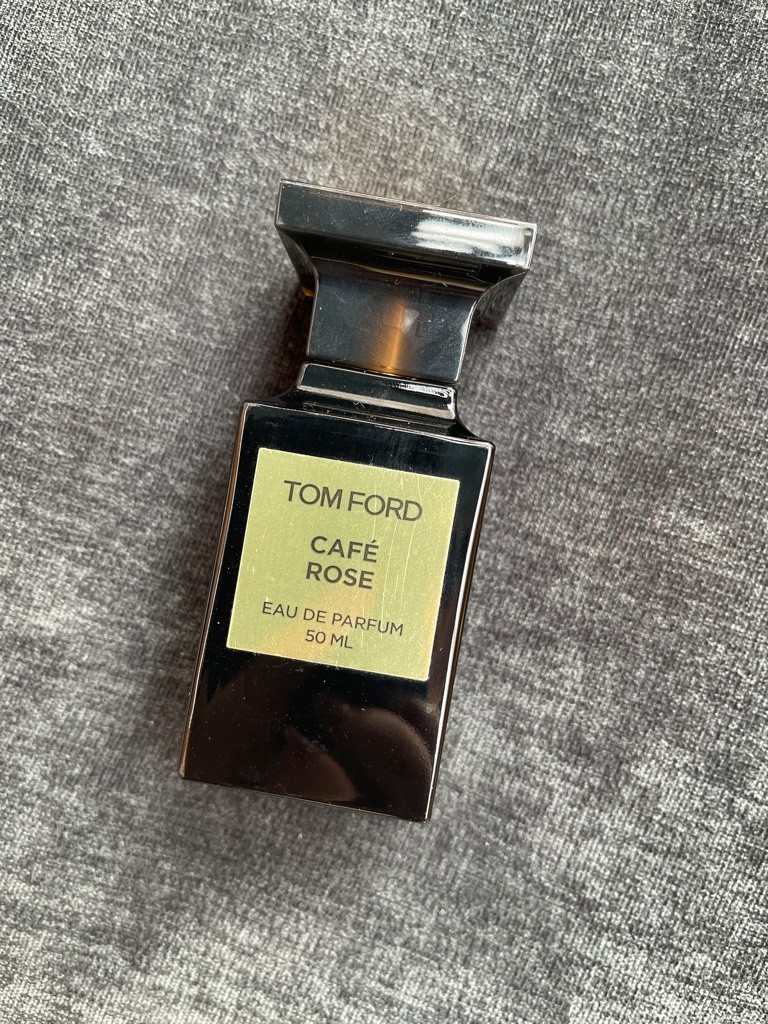 TOM FORD
CAFÉ
ROSE
EAU DE PARFUM
50 ML